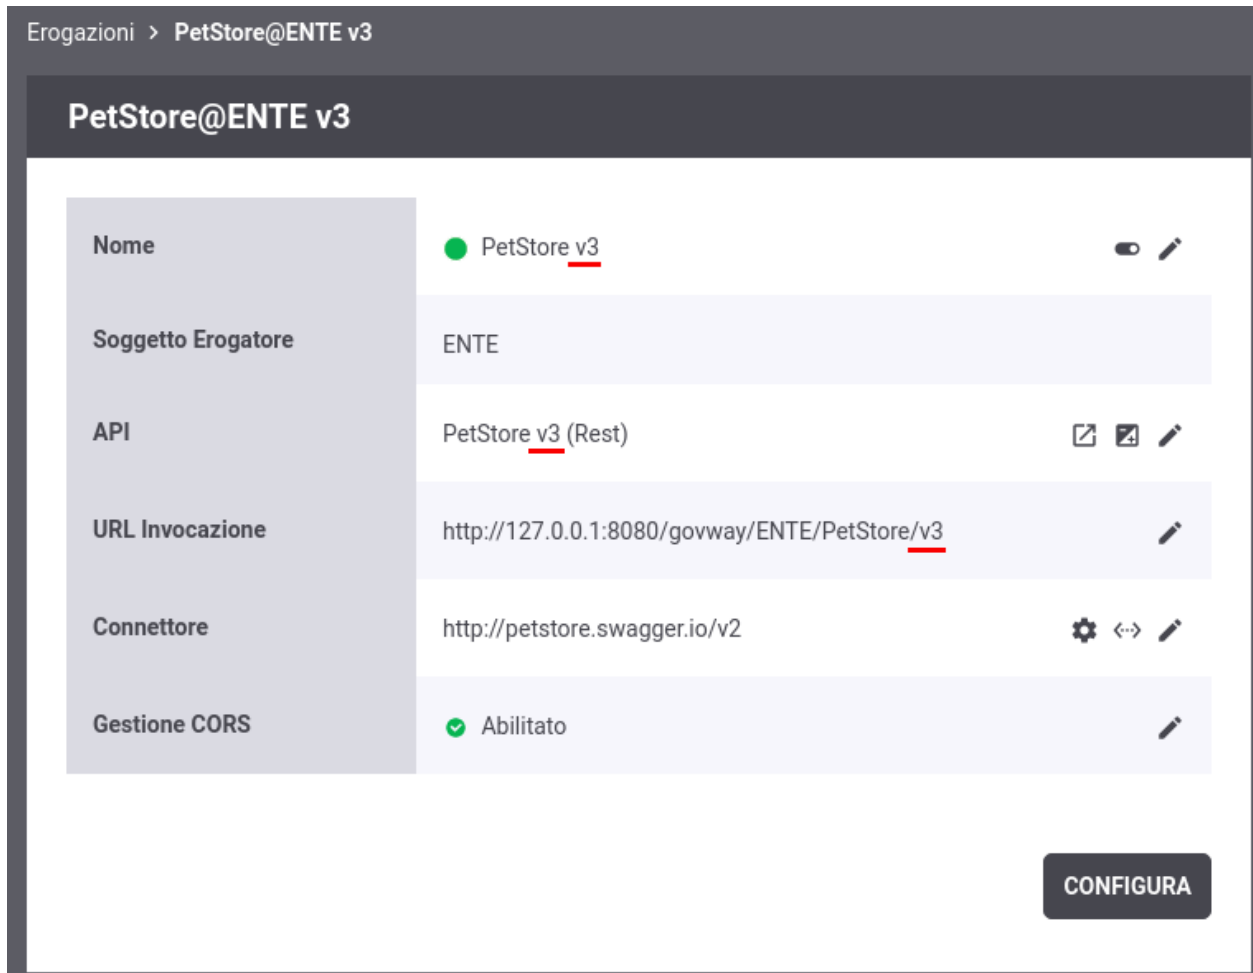 Erogazioni > PetStore@ENTE v3
PetStore@ENTE v3
Nome PetStore v3
Soggetto Erogatore ENTE
API PetStore v3 (Rest)
URL Invocazione http://127.0.0.1:8080/govway/ENTE/PetStore/v3
Connettore http://petstore.swagger.io/v2
Gestione CORS Abilitato
CONFIGURA